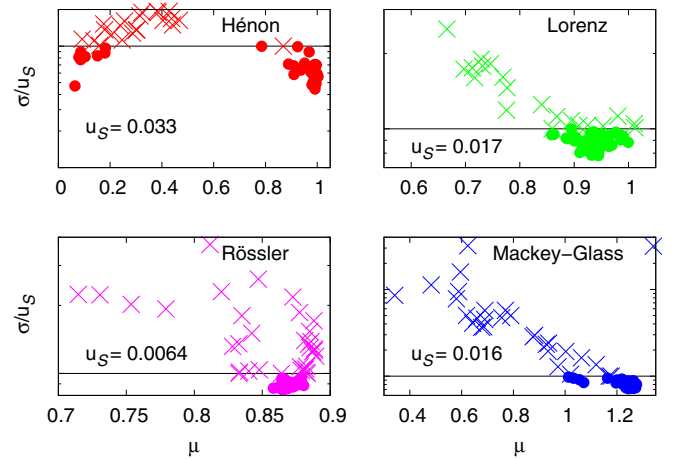 Hénon
σ/u_S
u_S = 0.033
0 0.2 0.4 0.6 0.8 1
Lorenz
u_S = 0.017
0.6 0.7 0.8 0.9 1
Rössler
σ/u_S
u_S = 0.0064
0.7 0.75 0.8 0.85 0.9
μ
Mackey−Glass
u_S = 0.016
0.4 0.6 0.8 1 1.2
μ